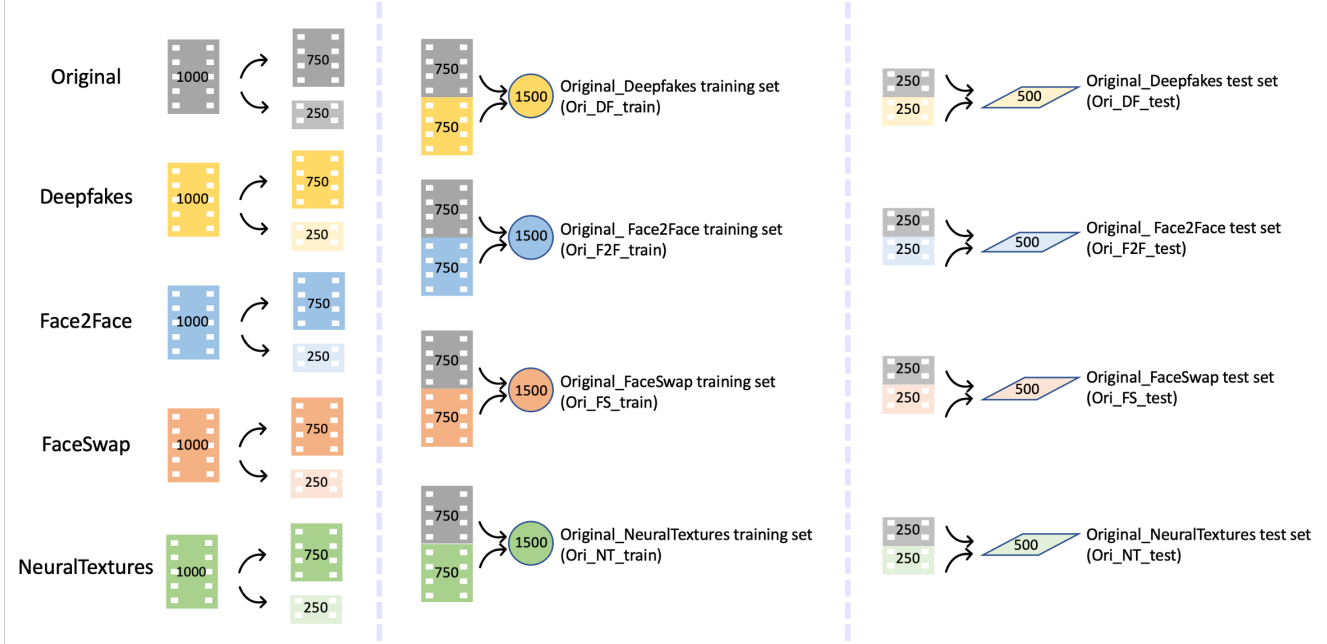 Original
1000
750
250
Deepfakes
1000
750
250
Face2Face
1000
750
250
FaceSwap
1000
750
250
NeuralTextures
1000
750
250
750
750
1500
Original_Deepfakes training set
(Ori_DF_train)
750
750
1500
Original_ Face2Face training set
(Ori_F2F_train)
750
750
1500
Original_FaceSwap training set
(Ori_FS_train)
750
750
1500
Original_NeuralTextures training set
(Ori_NT_train)
250
250
500
Original_Deepfakes test set
(Ori_DF_test)
250
250
500
Original_ Face2Face test set
(Ori_F2F_test)
250
250
500
Original_FaceSwap test set
(Ori_FS_test)
250
250
500
Original_NeuralTextures test set
(Ori_NT_test)